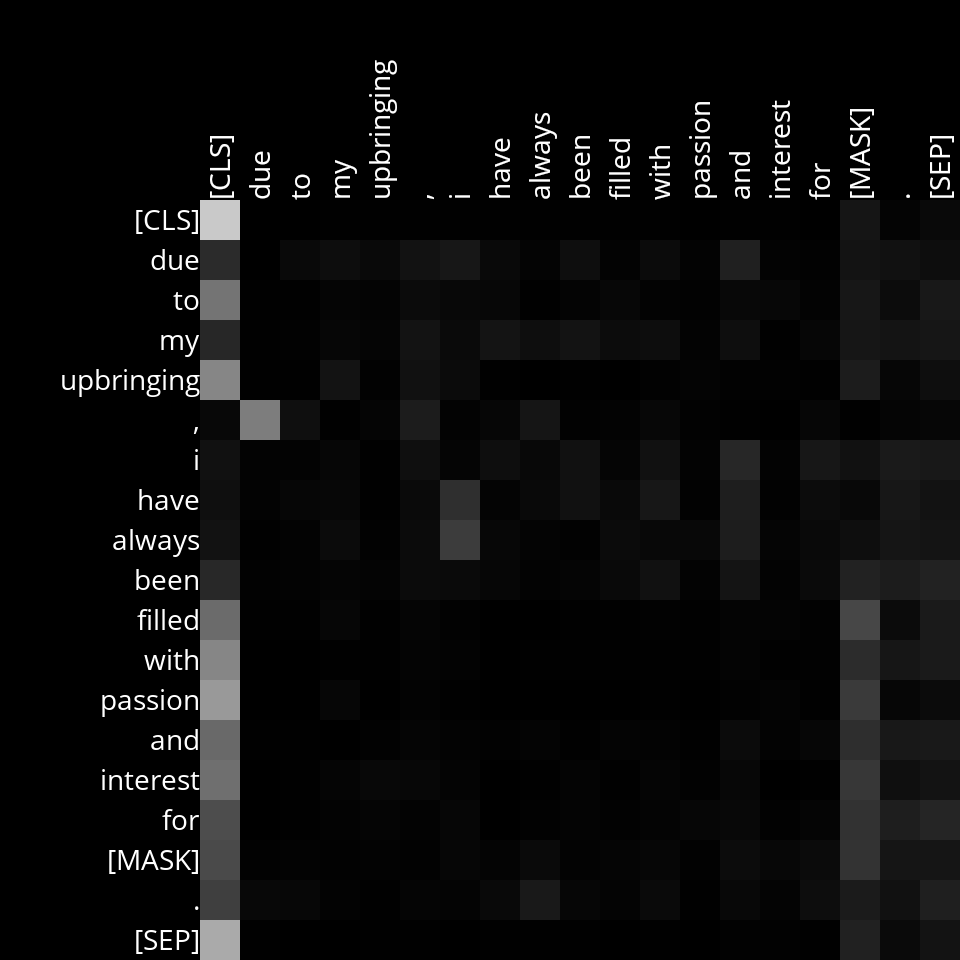 [CLS] due to my upbringing , i have always been filled with passion and interest for [MASK] . [SEP]
[CLS]
due
to
my
upbringing
,
i
have
always
been
filled
with
passion
and
interest
for
[MASK]
.
[SEP]